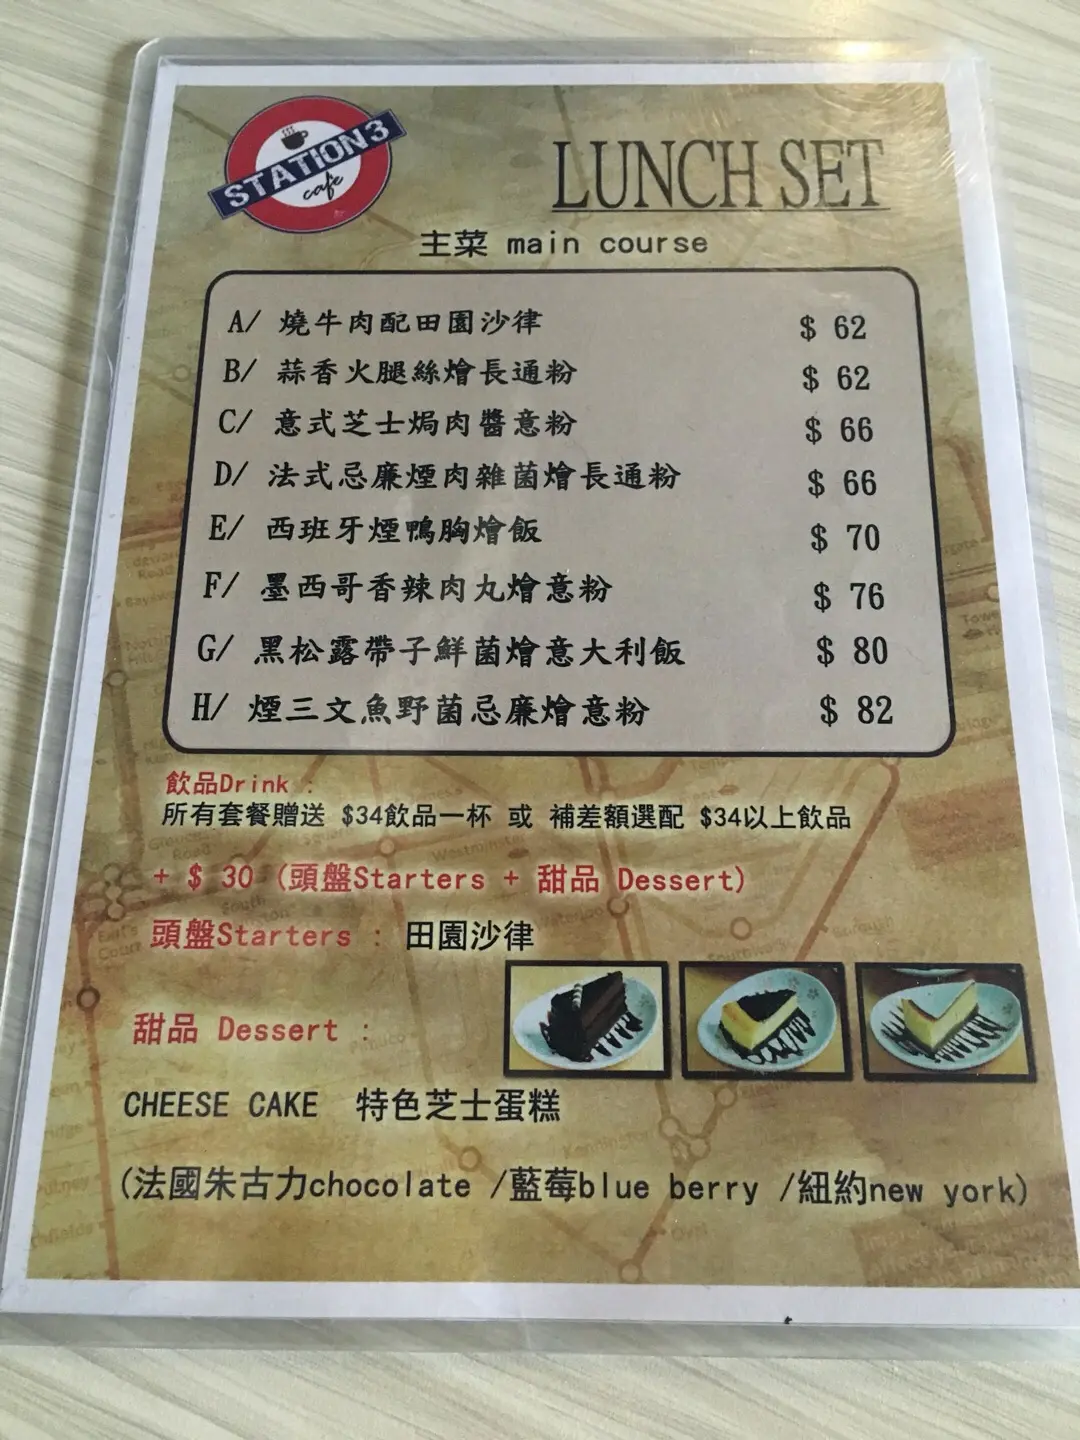 STATION3
cafe
LUNCH SET
主菜 main course
A/ 燒牛肉配田園沙律 $ 62
B/ 蒜香火腿絲燴長通粉 $ 62
C/ 意式芝士焗肉醬意粉 $ 66
D/ 法式忌廉煙肉雜菌燴長通粉 $ 66
E/ 西班牙煙鴨胸燴飯 $ 70
F/ 墨西哥香辣肉丸燴意粉 $ 76
G/ 黑松露帶子鮮菌燴意大利飯 $ 80
H/ 煙三文魚野菌忌廉燴意粉 $ 82
飲品Drink :
所有套餐贈送 $34飲品一杯 或 補差額選配 $34以上飲品
+ $ 30 (頭盤Starters + 甜品 Dessert)
頭盤Starters : 田園沙律
甜品 Dessert :
CHEESE CAKE 特色芝士蛋糕
(法國朱古力chocolate /藍莓blue berry /紐約new york)